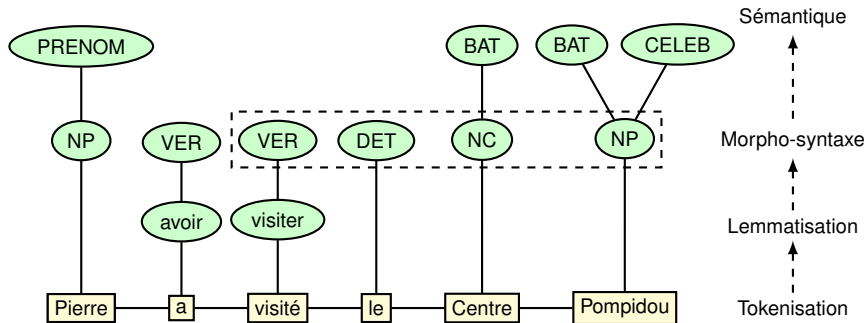 PRENOM BAT BAT CELEB Sémantique
NP VER VER DET NC NP Morpho-syntaxe
avoir visiter Lemmatisation
Pierre a visité le Centre Pompidou Tokenisation